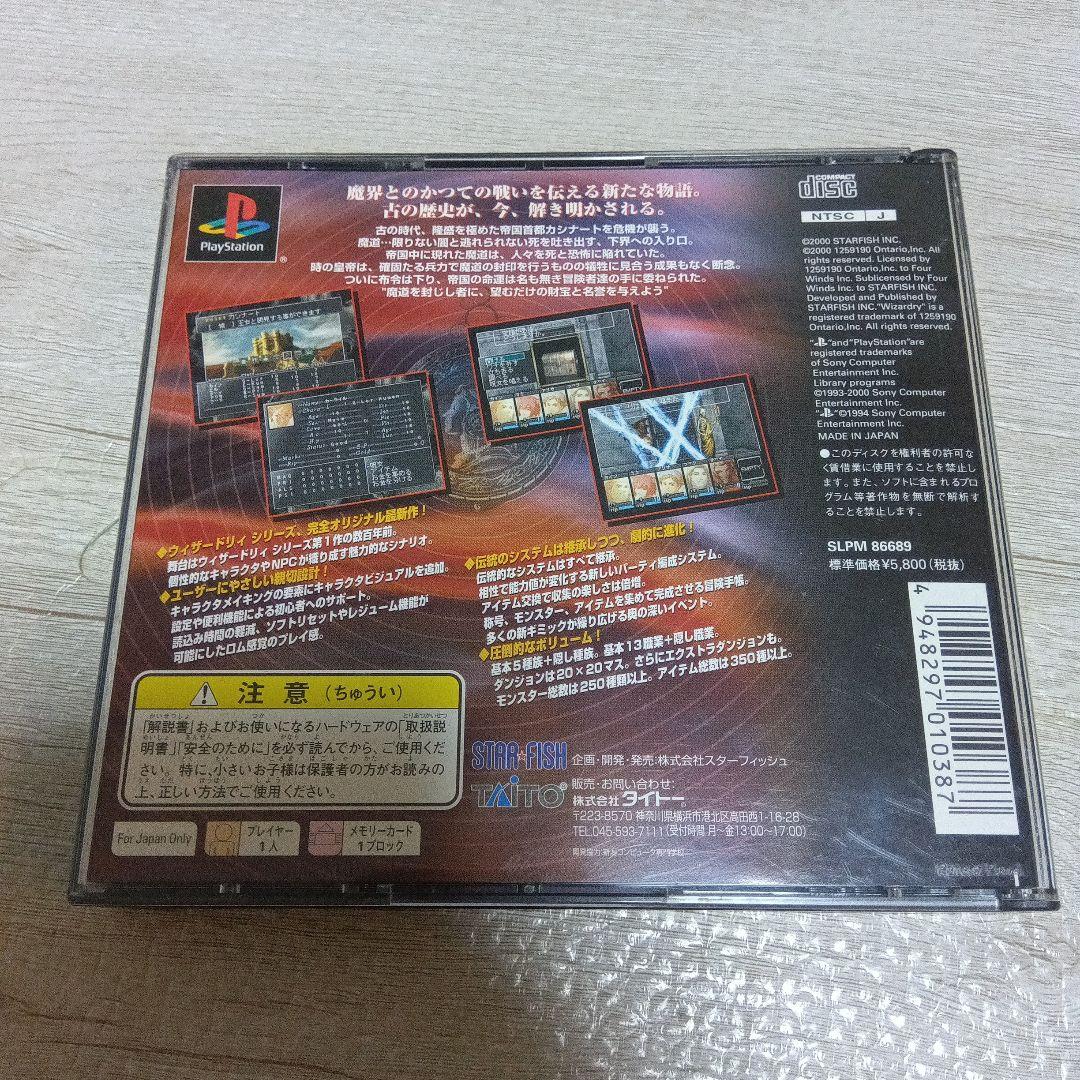 PlayStation
®
魔界とのかつての戦いを伝える新たな物語。
古の歴史が、今、解き明かされる。
古の時代、隆盛を極めた帝国首都カシナートを危機が襲う。
魔道…限りない闇と逃れられない死を吐き出す、下界への入り口。
帝国中に現れた魔道は、人々を死と恐怖に陥れていた。
時の皇帝は、確固たる兵力で魔道の封印を行うものの犠牲に見合う成果もなく断念。
ついに布令は下り、帝国の命運は名も無き冒険者達の手に委ねられた。
"魔道を封じし者に、望むだけの財宝と名誉を与えよう"
◆ウィザードリィ シリーズ、完全オリジナル最新作！
舞台はウィザードリィ シリーズ第1作の数百年前。
個性的なキャラクタやNPCが織り成す魅力的なシナリオ。
◆ユーザーにやさしい親切設計！
キャラクタメイキングの要素にキャラクタビジュアルを追加。
設定や便利機能による初心者へのサポート。
読込み時間の軽減、ソフトリセットやレジューム機能が
可能にしたロム感覚のプレイ感。
◆伝統のシステムは継承しつつ、劇的に進化！
伝統的なシステムはすべて継承。
相性で能力値が変化する新しいパーティ編成システム。
アイテム交換で収集の楽しさは倍増。
称号、モンスター、アイテムを集めて完成させる冒険手帳。
多くの新ギミックが繰り広げる奥の深いイベント。
◆圧倒的なボリューム！
基本5種族＋隠し種族。基本13職業＋隠し職業。
ダンジョンは20×20マス。さらにエクストラダンジョンも。
モンスター総数は250種類以上。アイテム総数は350種以上。
注意（ちゅうい）
「解説書」およびお使いになるハードウェアの「取扱説
明書」「安全のために」を必ず読んでから、ご使用くだ
さい。特に、小さいお子様は保護者の方がお読みの
上、正しい方法でご使用ください。
For Japan Only
プレイヤー
1人
メモリーカード
1ブロック
STAR FISH
企画・開発・発売：株式会社スターフィッシュ
TAITO®
販売・お問い合わせ：
株式会社タイトー
〒223-8570 神奈川県横浜市港北区高田西1-16-28
TEL.045-593-7111（受付時間 月〜金13:00〜17:00）
COMPACT
disc
NTSC J
©2000 STARFISH INC.
©2000 1259190 Ontario,Inc. All
rights reserved. Licensed by
1259190 Ontario,Inc. to Four
Winds Inc. Sublicensed by Four
Winds Inc. to STARFISH INC.
Developed and Published by
STARFISH INC."Wizardry" is a
registered trademark of 1259190
Ontario,Inc. All rights reserved.
" "and"PlayStation"are
registered trademarks
of Sony Computer
Entertainment Inc.
Library programs
©1993-2000 Sony Computer
Entertainment Inc.
" "©1994 Sony Computer
Entertainment Inc.
MADE IN JAPAN
●このディスクを権利者の許可な
く賃借業に使用することを禁止し
ます。また、ソフトに含まれるプロ
グラム等著作物を無断で解析す
ることを禁止します。
SLPM 86689
標準価格¥5,800（税抜）
4 948297 010387